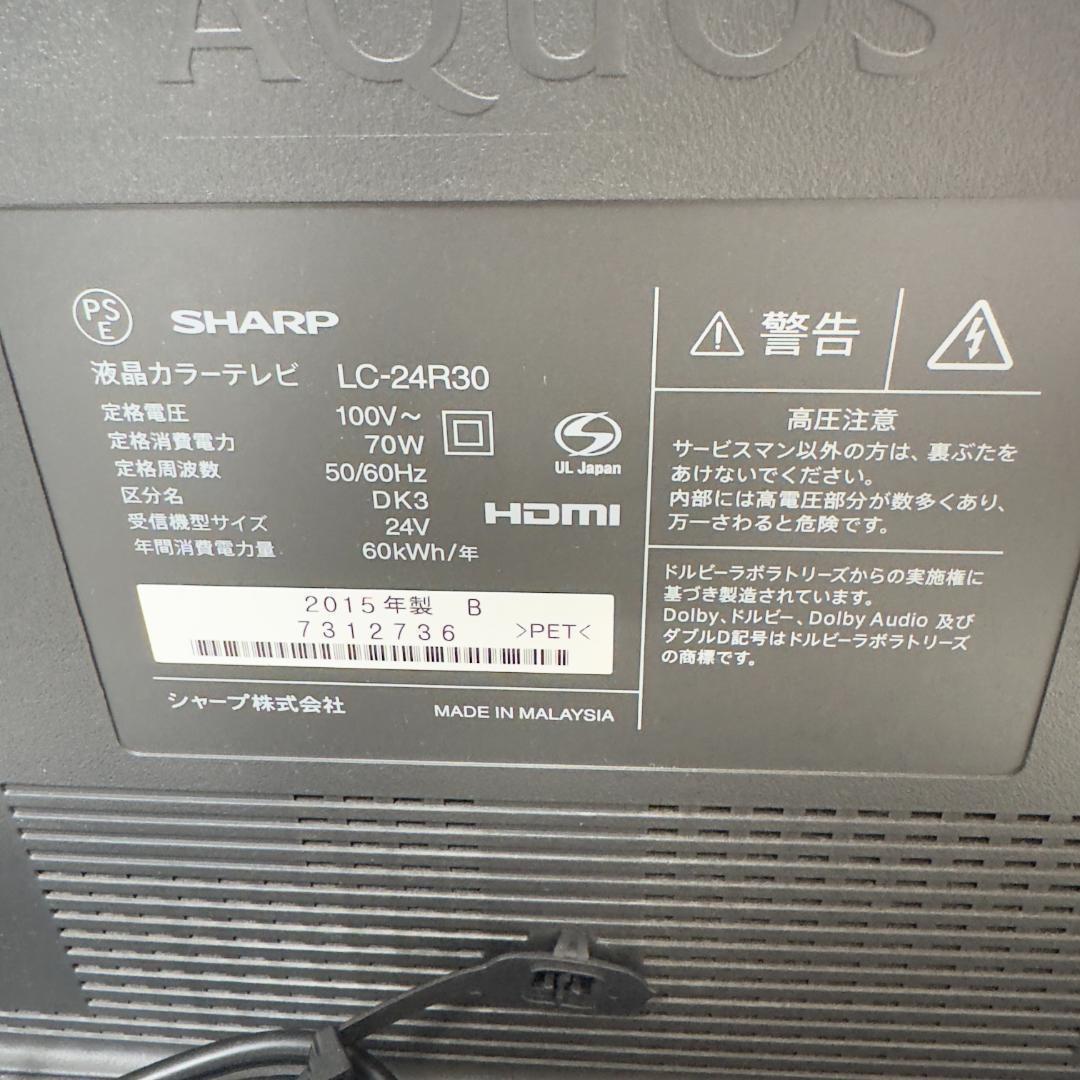 AQUOS
PS
E
SHARP
液晶カラーテレビ LC-24R30
定格電圧 100V～
定格消費電力 70W
定格周波数 50/60Hz
区分名 DK3
受信機型サイズ 24V
年間消費電力量 60kWh/年
UL Japan
HDMI
2015年製 B
7312736 >PET<
シャープ株式会社 MADE IN MALAYSIA
警告
高圧注意
サービスマン以外の方は、裏ぶたを
あけないでください。
内部には高電圧部分が数多くあり、
万一さわると危険です。
ドルビーラボラトリーズからの実施権に
基づき製造されています。
Dolby、ドルビー、Dolby Audio 及び
ダブルD記号はドルビーラボラトリーズ
の商標です。